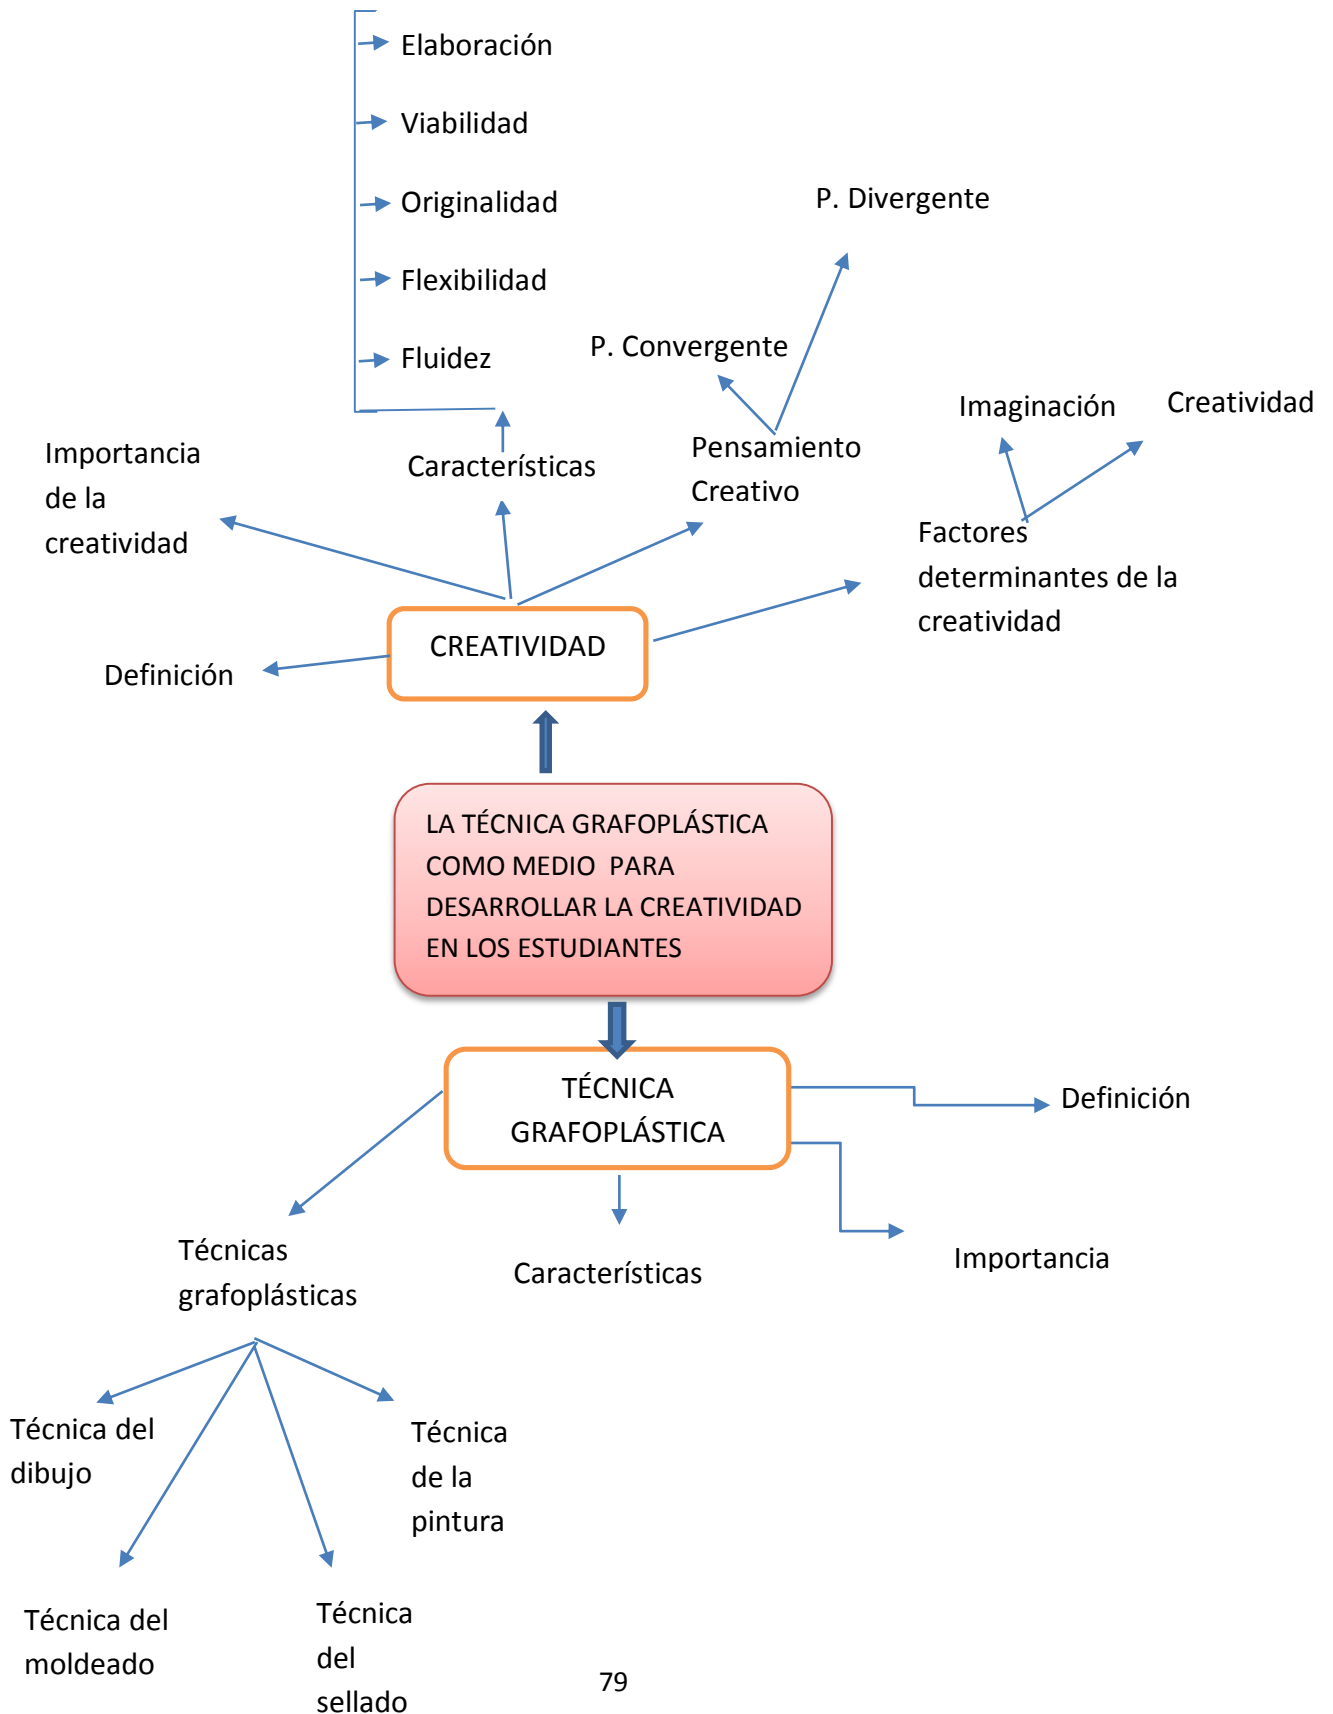 Elaboración
Viabilidad
Originalidad
P. Divergente
Flexibilidad
Fluidez
P. Convergente
Imaginación
Creatividad
Importancia
de la
creatividad
Características
Pensamiento
Creativo
Factores
determinantes de la
creatividad
CREATIVIDAD
Definición
LA TÉCNICA GRAFOPLÁSTICA
COMO MEDIO PARA
DESARROLLAR LA CREATIVIDAD
EN LOS ESTUDIANTES
TÉCNICA
GRAFOPLÁSTICA
Definición
Importancia
Características
Técnicas
grafoplásticas
Técnica del
dibujo
Técnica
de la
pintura
Técnica del
moldeado
Técnica
del
sellado
79